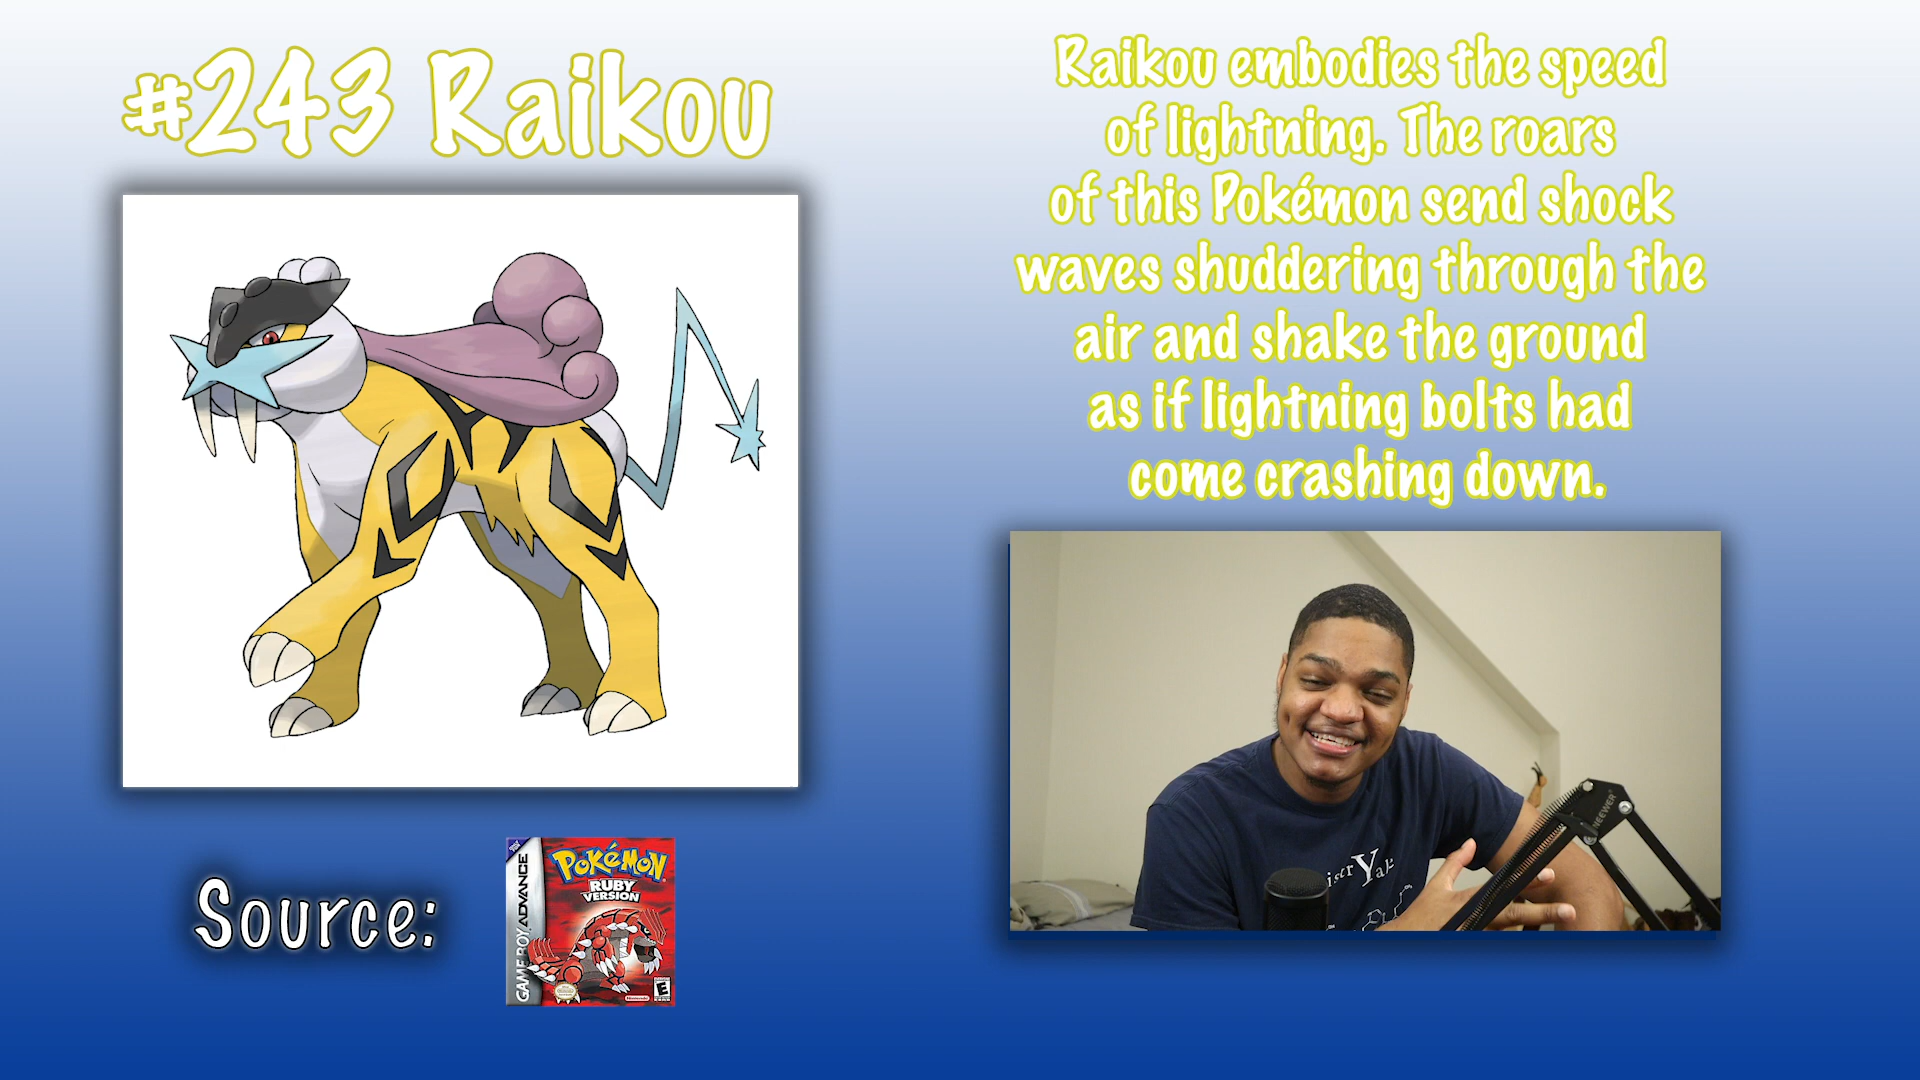 #243 Raikou
Raikou embodies the speed
of lightning. The roars
of this Pokémon send shock
waves shuddering through the
air and shake the ground
as if lightning bolts had
come crashing down.
Source:
GAME BOY ADVANCE
POKéMON
RUBY
VERSION
E
Nintendo
NEEWER